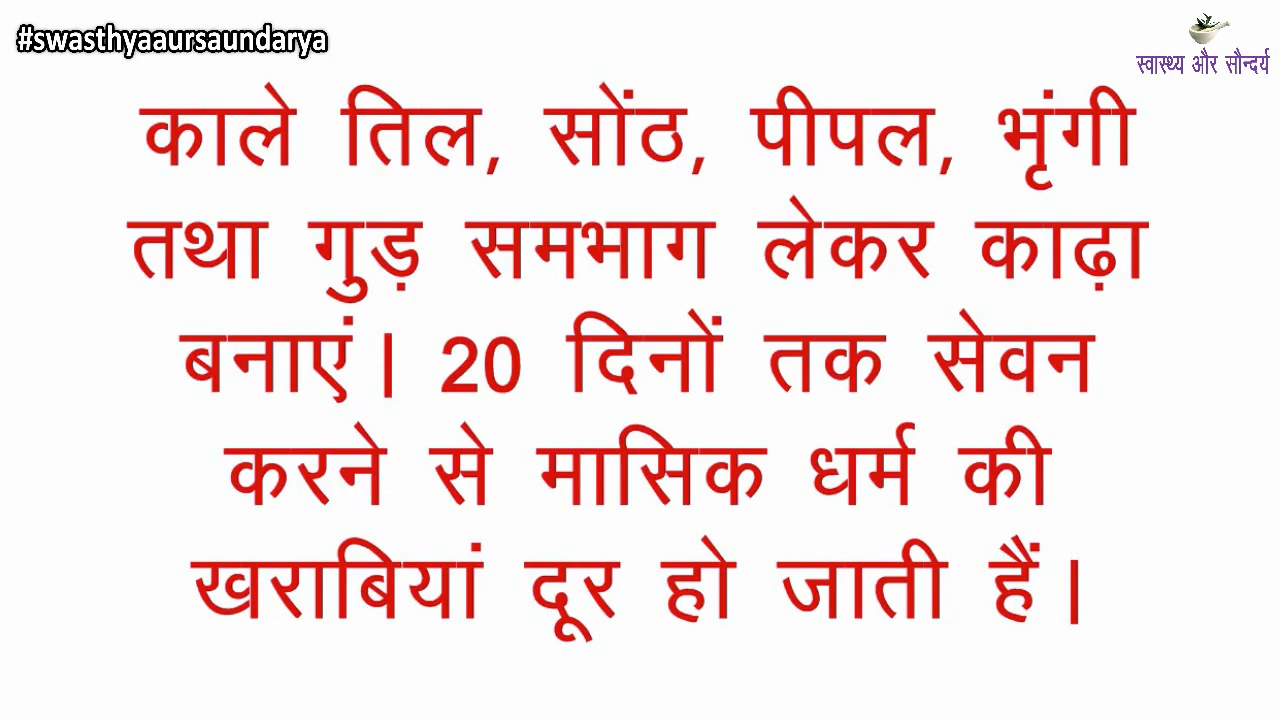 #swasthyaaursaundarya
स्वास्थ्य और सौन्दर्य
काले तिल, सोंठ, पीपल, भृंगी
तथा गुड़ समभाग लेकर काढ़ा
बनाएं। 20 दिनों तक सेवन
करने से मासिक धर्म की
खराबियां दूर हो जाती हैं।